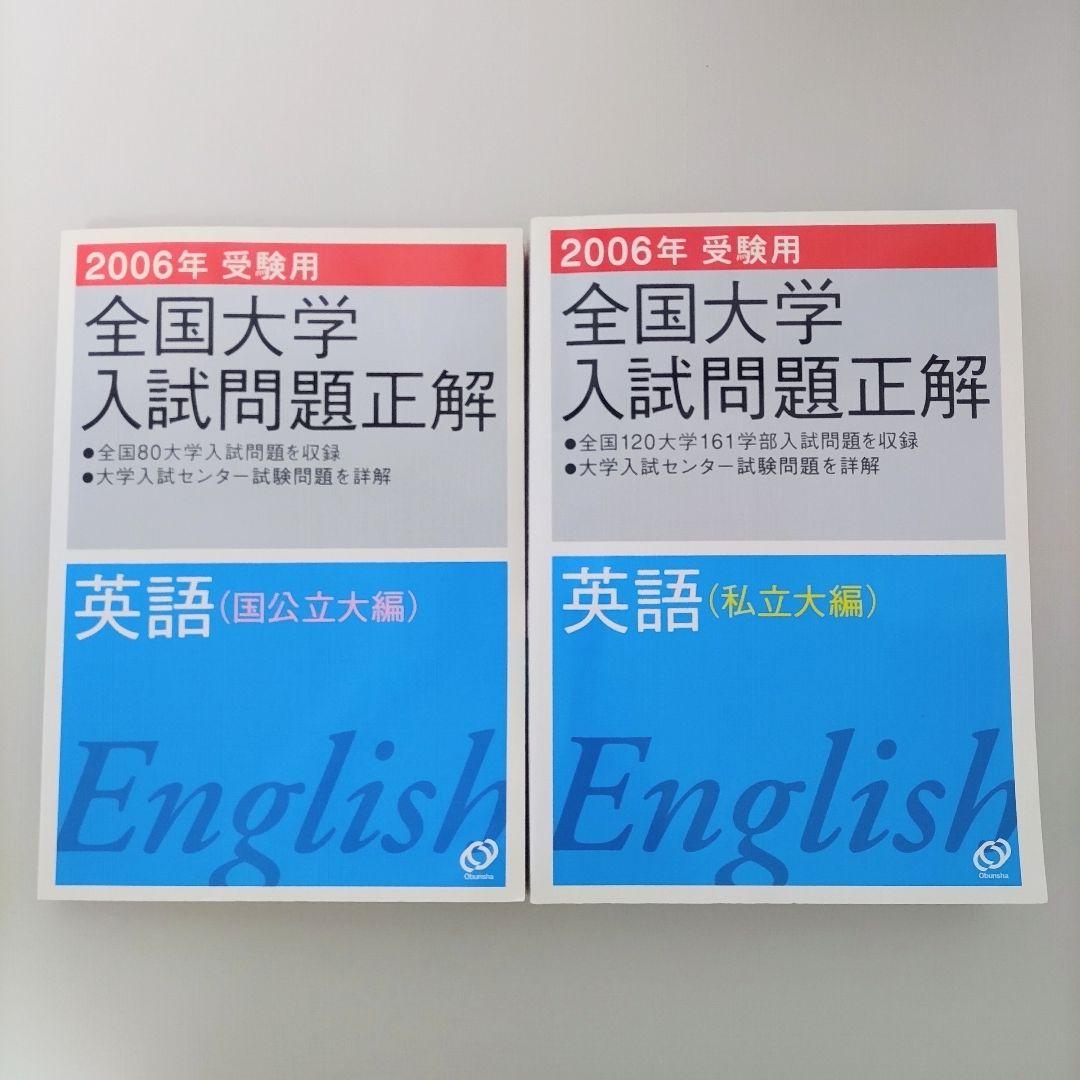 2006年 受験用
全国大学
入試問題正解
●全国80大学入試問題を収録
●大学入試センター試験問題を詳解
英語(国公立大編)
English
Obunsha
2006年 受験用
全国大学
入試問題正解
●全国120大学161学部入試問題を収録
●大学入試センター試験問題を詳解
英語(私立大編)
English
Obunsha